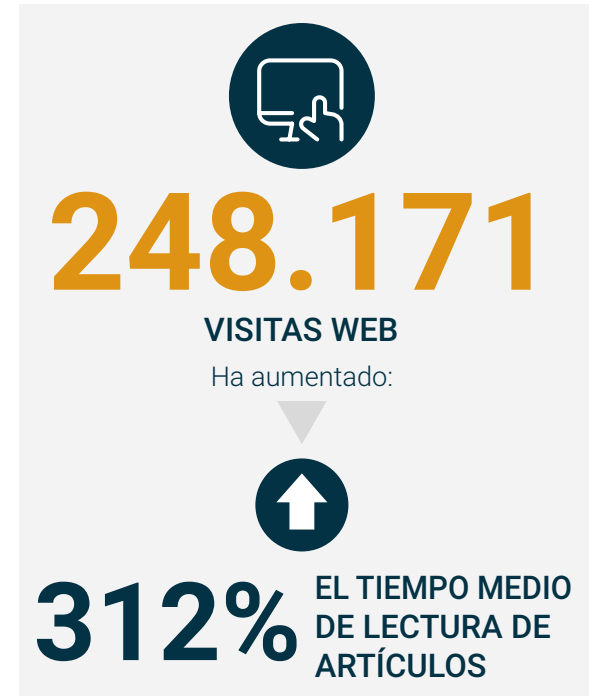 248.171
VISITAS WEB
Ha aumentado:
312%
EL TIEMPO MEDIO
DE LECTURA DE
ARTÍCULOS